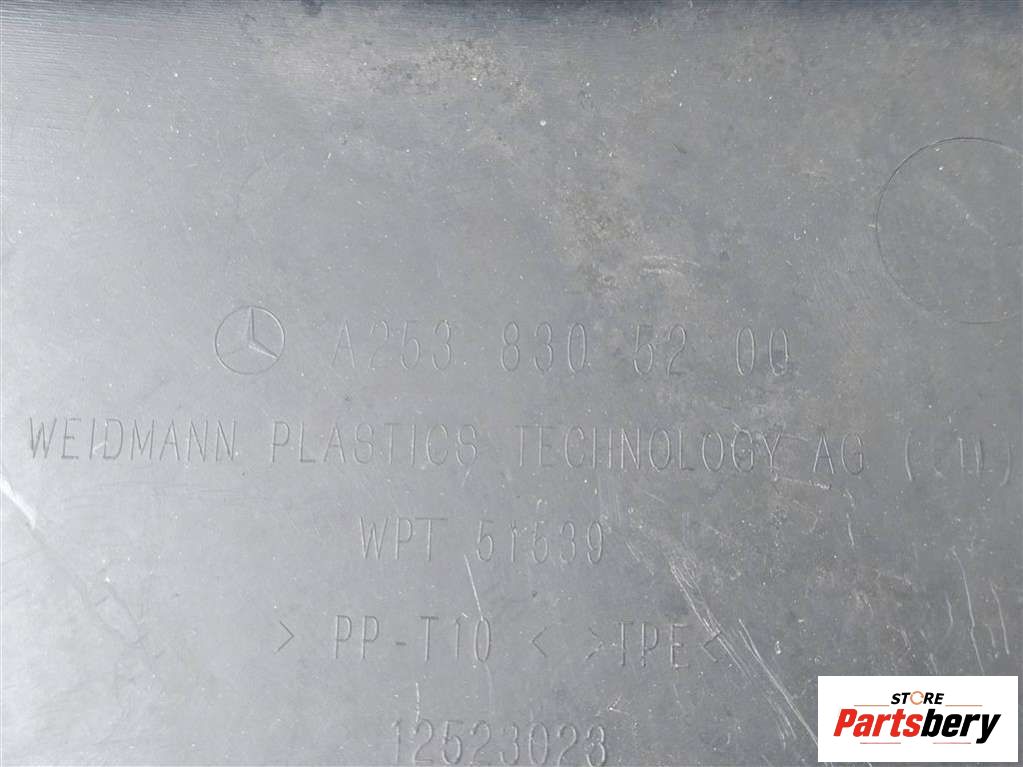 A253 830 52 00
WEIDMANN PLASTICS TECHNOLOGY AG
WPT 51539
> PP-T10 < >TPE<
12523023
STORE
Partsbery